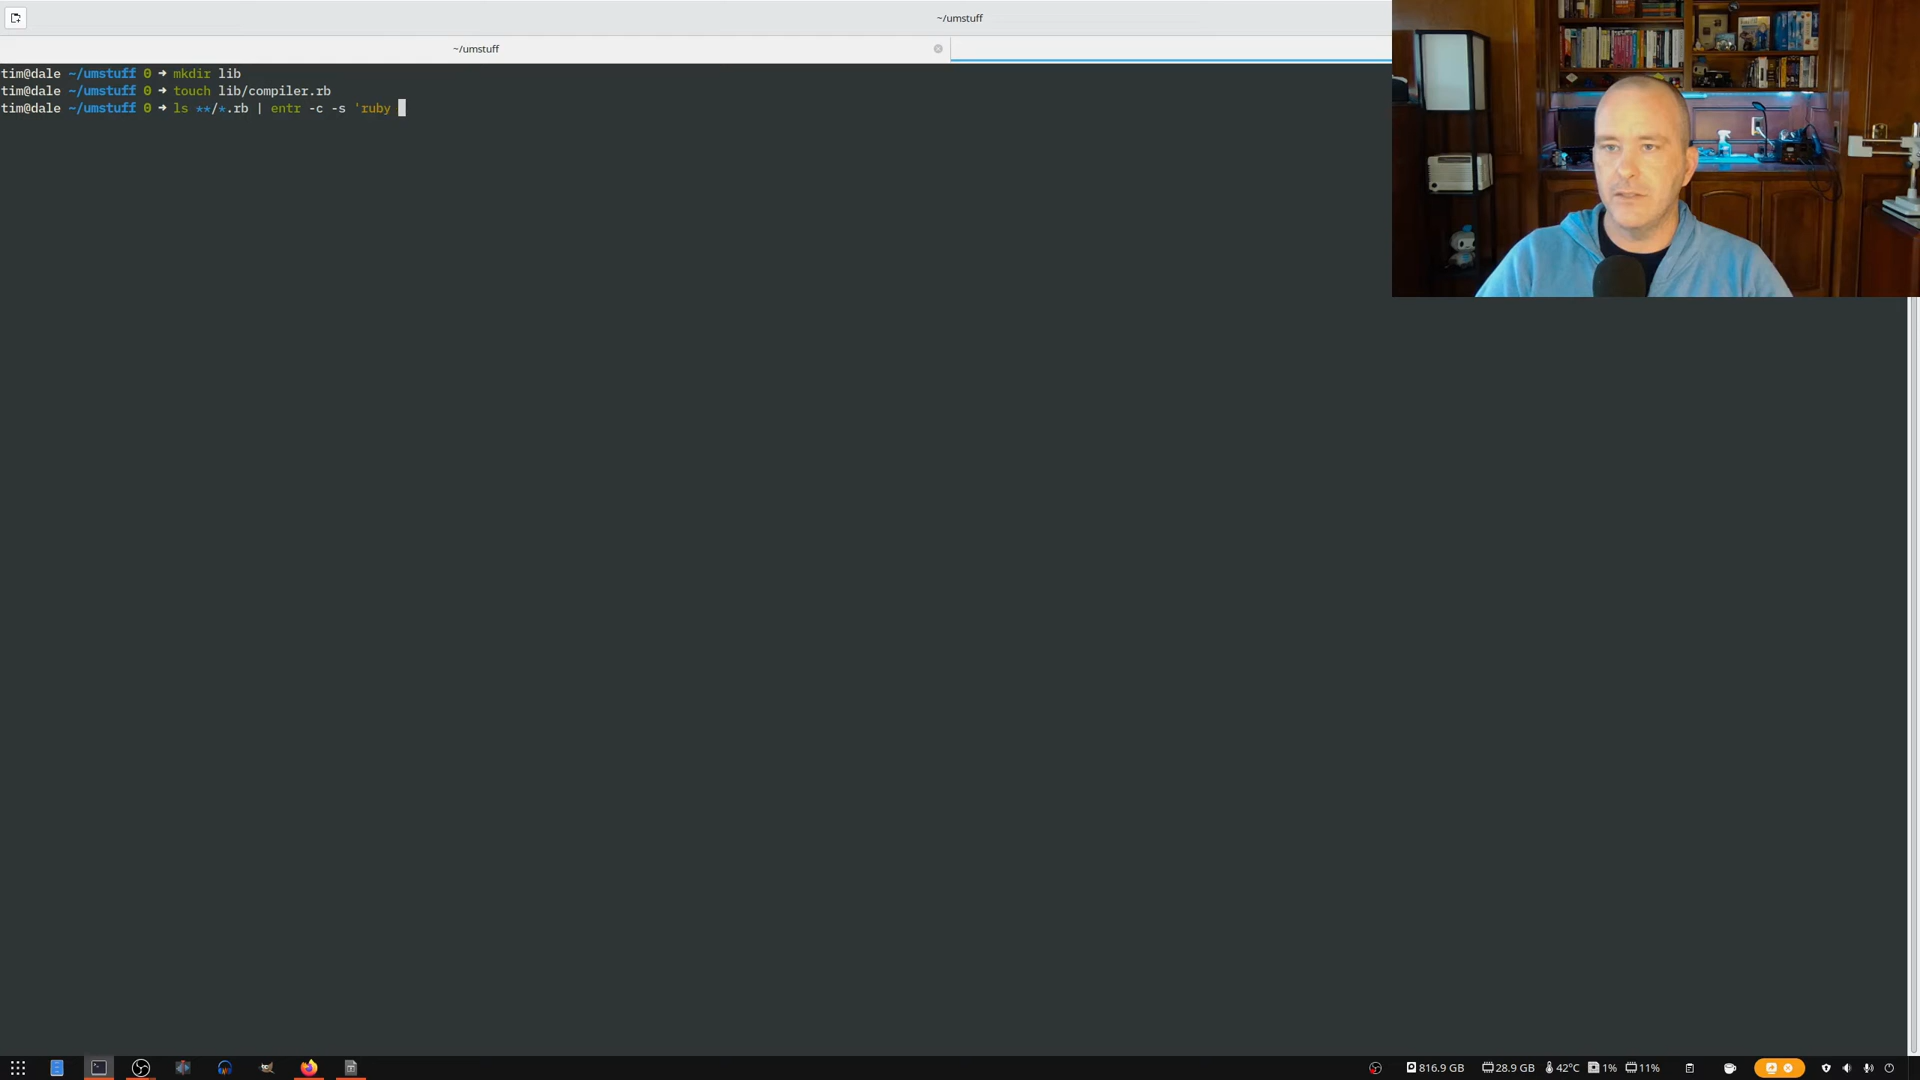 ~/umstuff
~/umstuff
tim@dale ~/umstuff 0 ➜ mkdir lib
tim@dale ~/umstuff 0 ➜ touch lib/compiler.rb
tim@dale ~/umstuff 0 ➜ ls **/*.rb | entr -c -s 'ruby
816.9 GB 28.9 GB 42°C 1% 11%